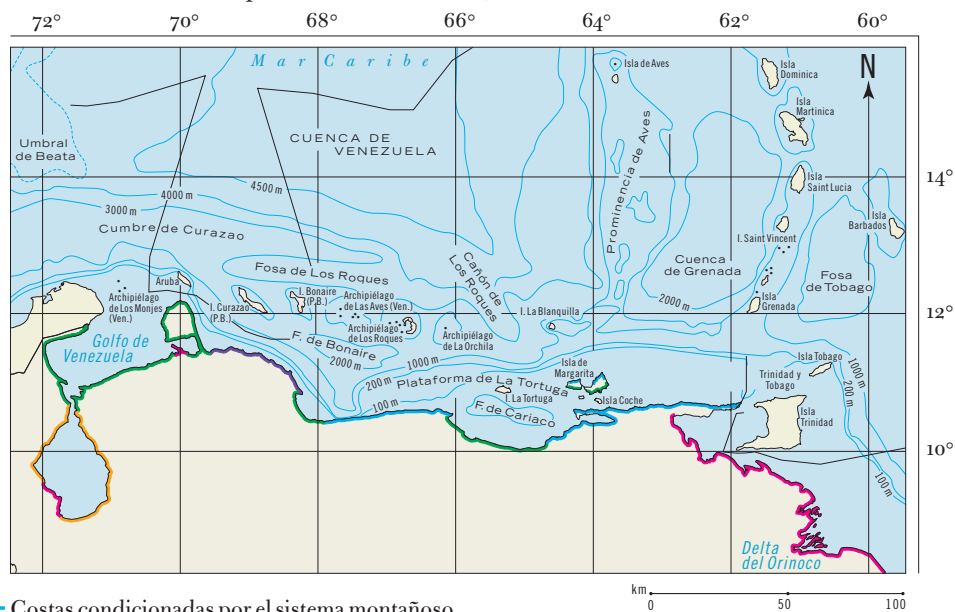 72°
70°
68°
66°
64°
62°
60°
Mar Caribe
Isla de Aves
Isla
Dominica
N
Isla
Martinica
Umbral
de Beata
CUENCA DE
VENEZUELA
Prominencia de Aves
14°
4500 m
4000 m
3000 m
Isla
Saint Lucia
Cumbre de Curazao
Isla
Barbados
I. Saint Vincent
Cuenca
de Grenada
Fosa de Los Roques
Cañón de
Los Roques
Fosa
de Tobago
Aruba
Archipiélago
de Los Monjes
(Ven.)
I. Curazao
(P.B.)
I. Bonaire
(P.B.)
Archipiélago
de Las Aves (Ven.)
Archipiélago
de Los Roques
Archipiélago
de La Orchila
I. La Blanquilla
2000 m
Isla
Grenada
12°
Golfo de
Venezuela
F. de Bonaire
2000 m
1000 m
200 m
100 m
Plataforma de La Tortuga
Isla de
Margarita
I. La Tortuga
Isla Coche
F. de Cariaco
Isla Tobago
Trinidad y
Tobago
Isla
Trinidad
1000 m
200 m
100 m
10°
Delta
del Orinoco
Costas condicionadas por el sistema montañoso
km
0
50
100